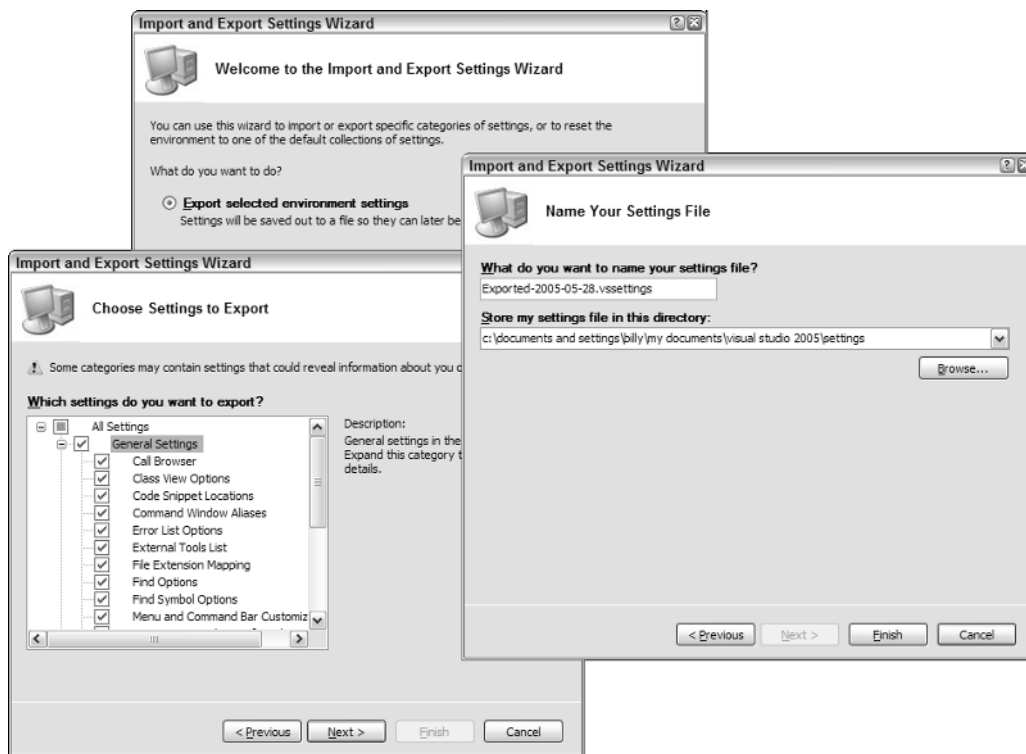 Import and Export Settings Wizard
Welcome to the Import and Export Settings Wizard
You can use this wizard to import or export specific categories of settings, or to reset the
environment to one of the default collections of settings.
What do you want to do?
Export selected environment settings
Settings will be saved out to a file so they can later be
Import and Export Settings Wizard
Choose Settings to Export
Some categories may contain settings that could reveal information about you
Which settings do you want to export?
All Settings
General Settings
Call Browser
Class View Options
Code Snippet Locations
Command Window Aliases
Error List Options
External Tools List
File Extension Mapping
Find Options
Find Symbol Options
Menu and Command Bar Customiz
Description:
General settings in the
Expand this category t
details.
< Previous
Next >
Finish
Cancel
Import and Export Settings Wizard
Name Your Settings File
What do you want to name your settings file?
Exported-2005-05-28.vssettings
Store my settings file in this directory:
c:\documents and settings\billy\my documents\visual studio 2005\settings
Browse...
< Previous
Next >
Finish
Cancel